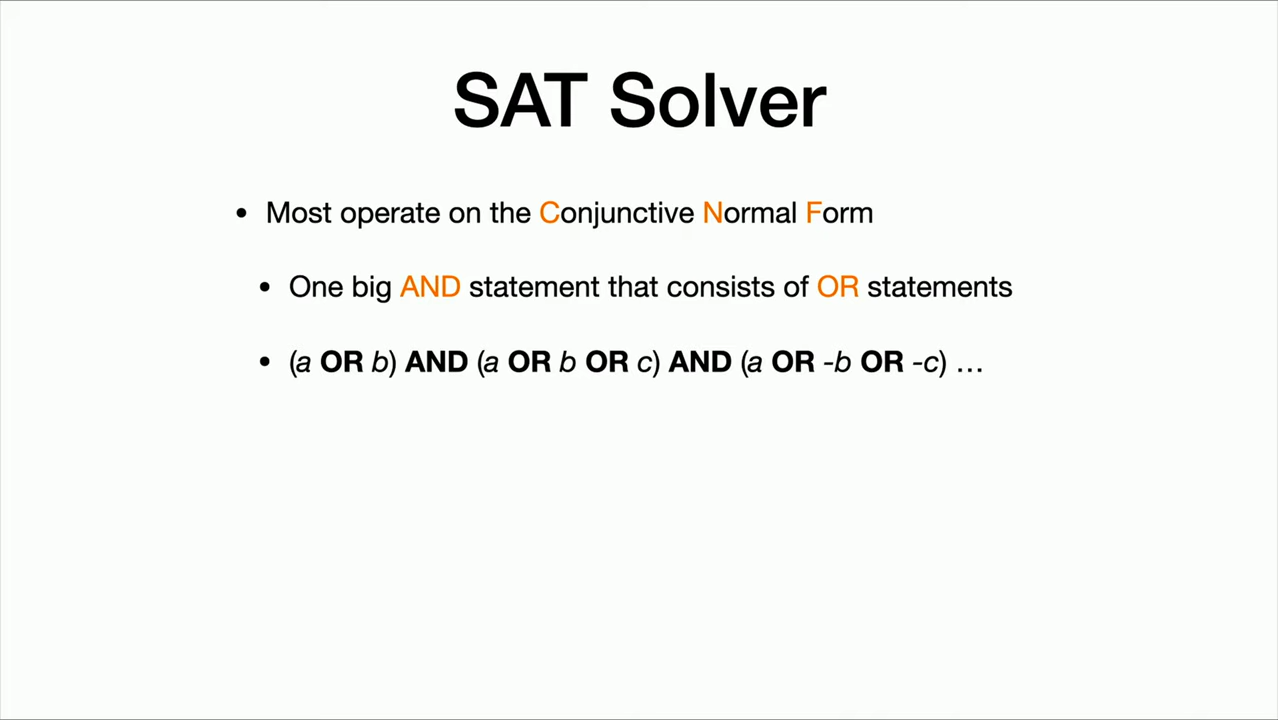 SAT Solver
• Most operate on the Conjunctive Normal Form
• One big AND statement that consists of OR statements
• (a OR b) AND (a OR b OR c) AND (a OR -b OR -c) …